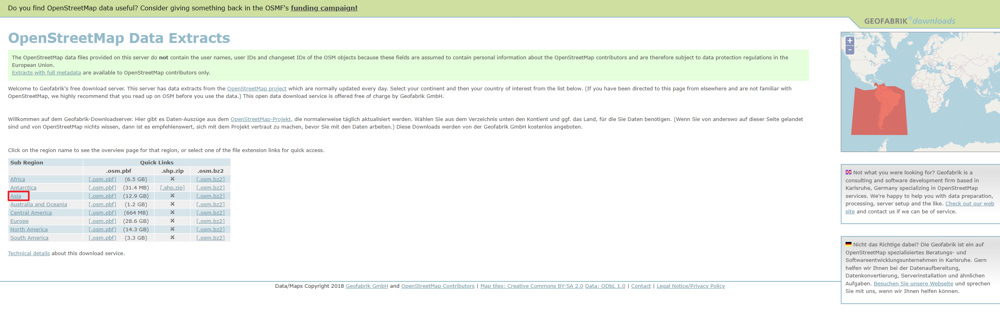 Do you find OpenStreetMap data useful? Consider giving something back in the OSMF's funding campaign!
GEOFABRIK downloads
OpenStreetMap Data Extracts
The OpenStreetMap data files provided on this server do not contain the user names, user IDs and changeset IDs of the OSM objects because these fields are assumed to contain personal information about the OpenStreetMap contributors and are therefore subject to data protection regulations in the
European Union.
Extracts with full metadata are available to OpenStreetMap contributors only.
Welcome to Geofabrik's free download server. This server has data extracts from the OpenStreetMap project which are normally updated every day. Select your continent and then your country of interest from the list below. (If you have been directed to this page from elsewhere and are not familiar with
OpenStreetMap, we highly recommend that you read up on OSM before you use the data.) This open data download service is offered free of charge by Geofabrik GmbH.
Willkommen auf dem Geofabrik-Downloadserver. Hier gibt es Daten-Auszüge aus dem OpenStreetMap-Projekt, die normalerweise täglich aktualisiert werden. Wählen Sie aus dem Verzeichnis unten den Kontient und ggf. das Land, für die Sie Daten benötigen. (Wenn Sie von anderswo auf dieser Seite gelandet
sind und von OpenStreetMap nichts wissen, dann ist es empfehlenswert, sich mit dem Projekt vertraut zu machen, bevor Sie mit den Daten arbeiten.) Diese Downloads werden von der Geofabrik GmbH kostenlos angeboten.
Click on the region name to see the overview page for that region, or select one of the file extension links for quick access.
Sub Region Quick Links
.osm.pbf .shp.zip .osm.bz2
Africa [.osm.pbf] (6.5 GB) ✖ [.osm.bz2]
Antarctica [.osm.pbf] (31.4 MB) [.shp.zip] [.osm.bz2]
Asia [.osm.pbf] (12.9 GB) ✖ [.osm.bz2]
Australia and Oceania [.osm.pbf] (1.2 GB) ✖ [.osm.bz2]
Central America [.osm.pbf] (664 MB) ✖ [.osm.bz2]
Europe [.osm.pbf] (28.6 GB) ✖ [.osm.bz2]
North America [.osm.pbf] (14.3 GB) ✖ [.osm.bz2]
South America [.osm.pbf] (3.3 GB) ✖ [.osm.bz2]
Technical details about this download service.
+
-
Not what you were looking for? Geofabrik is a
consulting and software development firm based in
Karlsruhe, Germany specializing in OpenStreetMap
services. We're happy to help you with data preparation,
processing, server setup and the like. Check out our web
site and contact us if we can be of service.
Nicht das Richtige dabei? Die Geofabrik ist ein auf
OpenStreetMap spezialisiertes Beratungs- und
Softwareentwicklungsunternehmen in Karlsruhe. Gern
helfen wir Ihnen bei der Datenaufbereitung,
Datenkonvertierung, Serverinstallation und ähnlichen
Aufgaben. Besuchen Sie unsere Webseite und sprechen
Sie mit uns, wenn wir Ihnen helfen können.
Data/Maps Copyright 2018 Geofabrik GmbH and OpenStreetMap Contributors | Map tiles: Creative Commons BY-SA 2.0 Data: ODbL 1.0 | Contact | Legal Notice/Privacy Policy